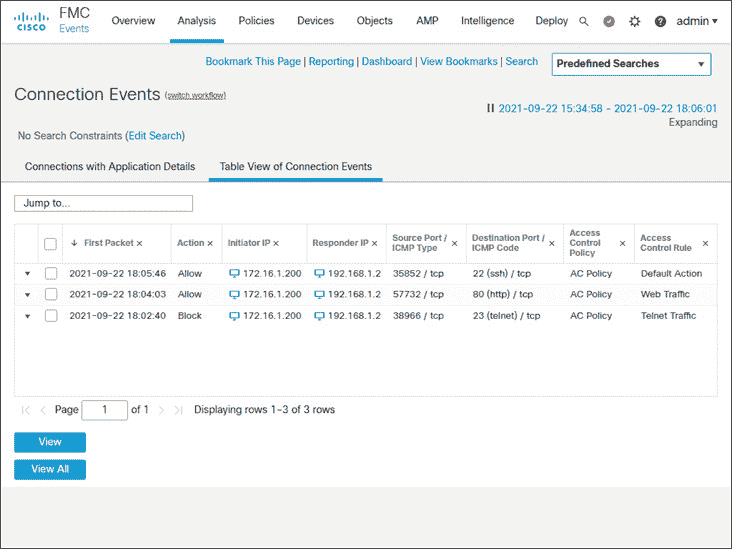 CISCO
FMC
Events
Overview Analysis Policies Devices Objects AMP Intelligence Deploy admin ▾
Bookmark This Page | Reporting | Dashboard | View Bookmarks | Search
Predefined Searches
Connection Events (switch workflow)
2021-09-22 15:34:58 - 2021-09-22 18:06:01
Expanding
No Search Constraints (Edit Search)
Connections with Application Details Table View of Connection Events
Jump to...
↓ First Packet × Action × Initiator IP × Responder IP × Source Port / ICMP Type × Destination Port / ICMP Code × Access Control Policy × Access Control Rule ×
2021-09-22 18:05:46 Allow 172.16.1.200 192.168.1.2 35852 / tcp 22 (ssh) / tcp AC Policy Default Action
2021-09-22 18:04:03 Allow 172.16.1.200 192.168.1.2 57732 / tcp 80 (http) / tcp AC Policy Web Traffic
2021-09-22 18:02:40 Block 172.16.1.200 192.168.1.2 38966 / tcp 23 (telnet) / tcp AC Policy Telnet Traffic
Page 1 of 1 Displaying rows 1-3 of 3 rows
View
View All